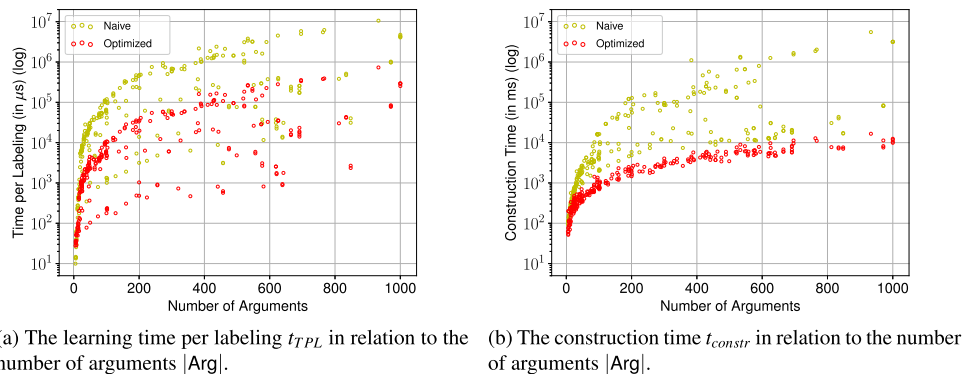 Naive
Optimized
Time per Labeling (in μs) (log)
10^7
10^6
10^5
10^4
10^3
10^2
10^1
0
200
400
600
800
1000
Number of Arguments
Naive
Optimized
Construction Time (in ms) (log)
10^7
10^6
10^5
10^4
10^3
10^2
10^1
0
200
400
600
800
1000
Number of Arguments
(a) The learning time per labeling t_TPL in relation to the
number of arguments |Arg|.
(b) The construction time t_constr in relation to the number
of arguments |Arg|.